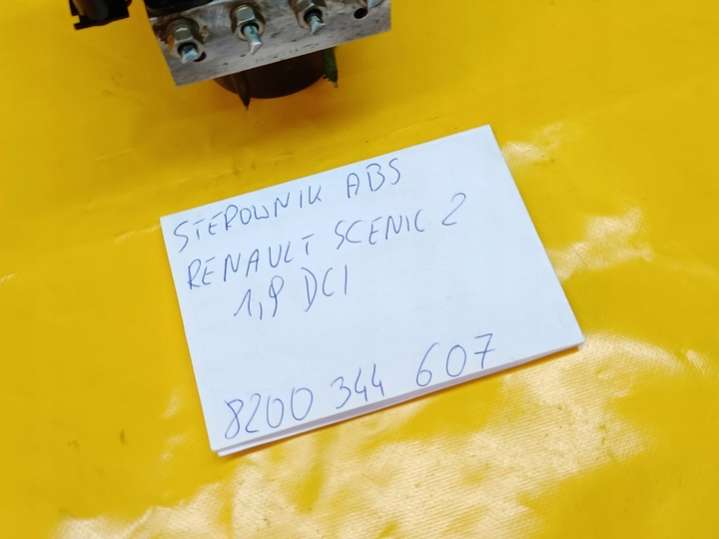 STEROWNIK ABS
RENAULT SCENIC 2
1,9 DCI
8200 344 607